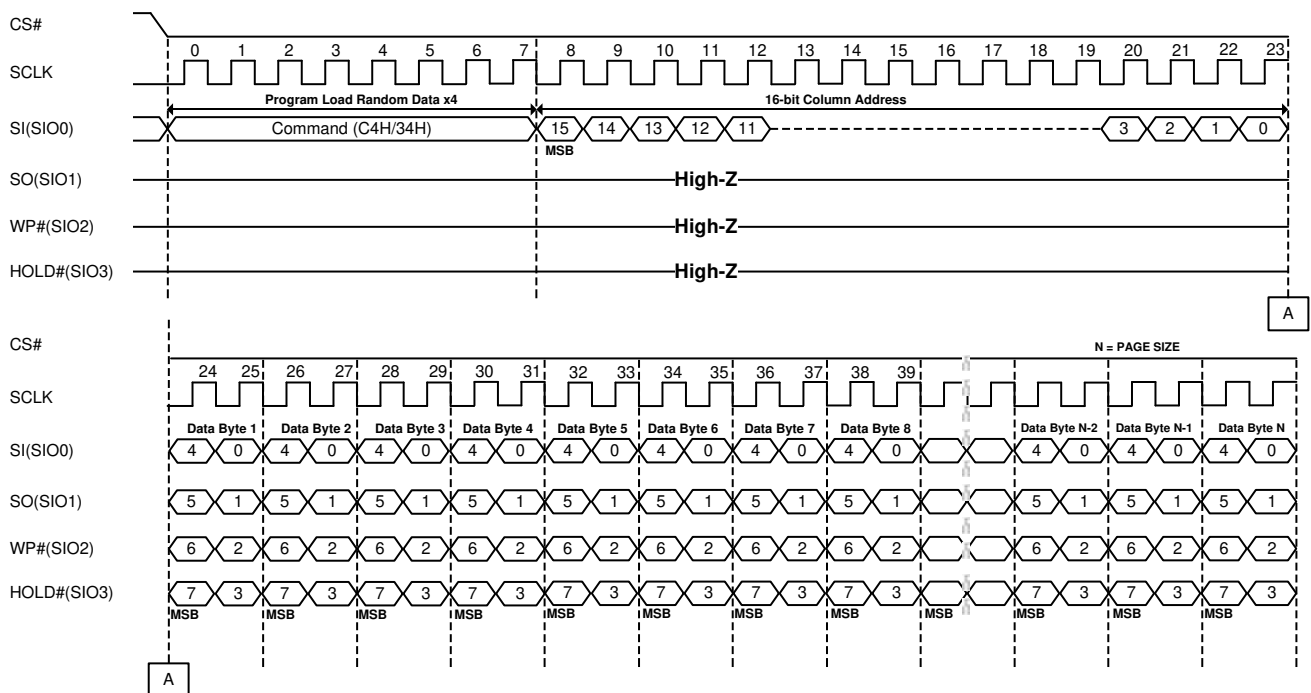 CS#
0 1 2 3 4 5 6 7 8 9 10 11 12 13 14 15 16 17 18 19 20 21 22 23
SCLK
Program Load Random Data x4 16-bit Column Address
SI(SIO0) Command (C4H/34H) 15 14 13 12 11 3 2 1 0
MSB
SO(SIO1) High-Z
WP#(SIO2) High-Z
HOLD#(SIO3) High-Z
A
CS#
N = PAGE SIZE
24 25 26 27 28 29 30 31 32 33 34 35 36 37 38 39
SCLK
Data Byte 1 Data Byte 2 Data Byte 3 Data Byte 4 Data Byte 5 Data Byte 6 Data Byte 7 Data Byte 8 Data Byte N-2 Data Byte N-1 Data Byte N
SI(SIO0) 4 0 4 0 4 0 4 0 4 0 4 0 4 0 4 0 4 0 4 0 4 0
SO(SIO1) 5 1 5 1 5 1 5 1 5 1 5 1 5 1 5 1 5 1 5 1 5 1
WP#(SIO2) 6 2 6 2 6 2 6 2 6 2 6 2 6 2 6 2 6 2 6 2 6 2
HOLD#(SIO3) 7 3 7 3 7 3 7 3 7 3 7 3 7 3 7 3 7 3 7 3 7 3
MSB MSB MSB MSB MSB MSB MSB MSB MSB MSB MSB MSB
A